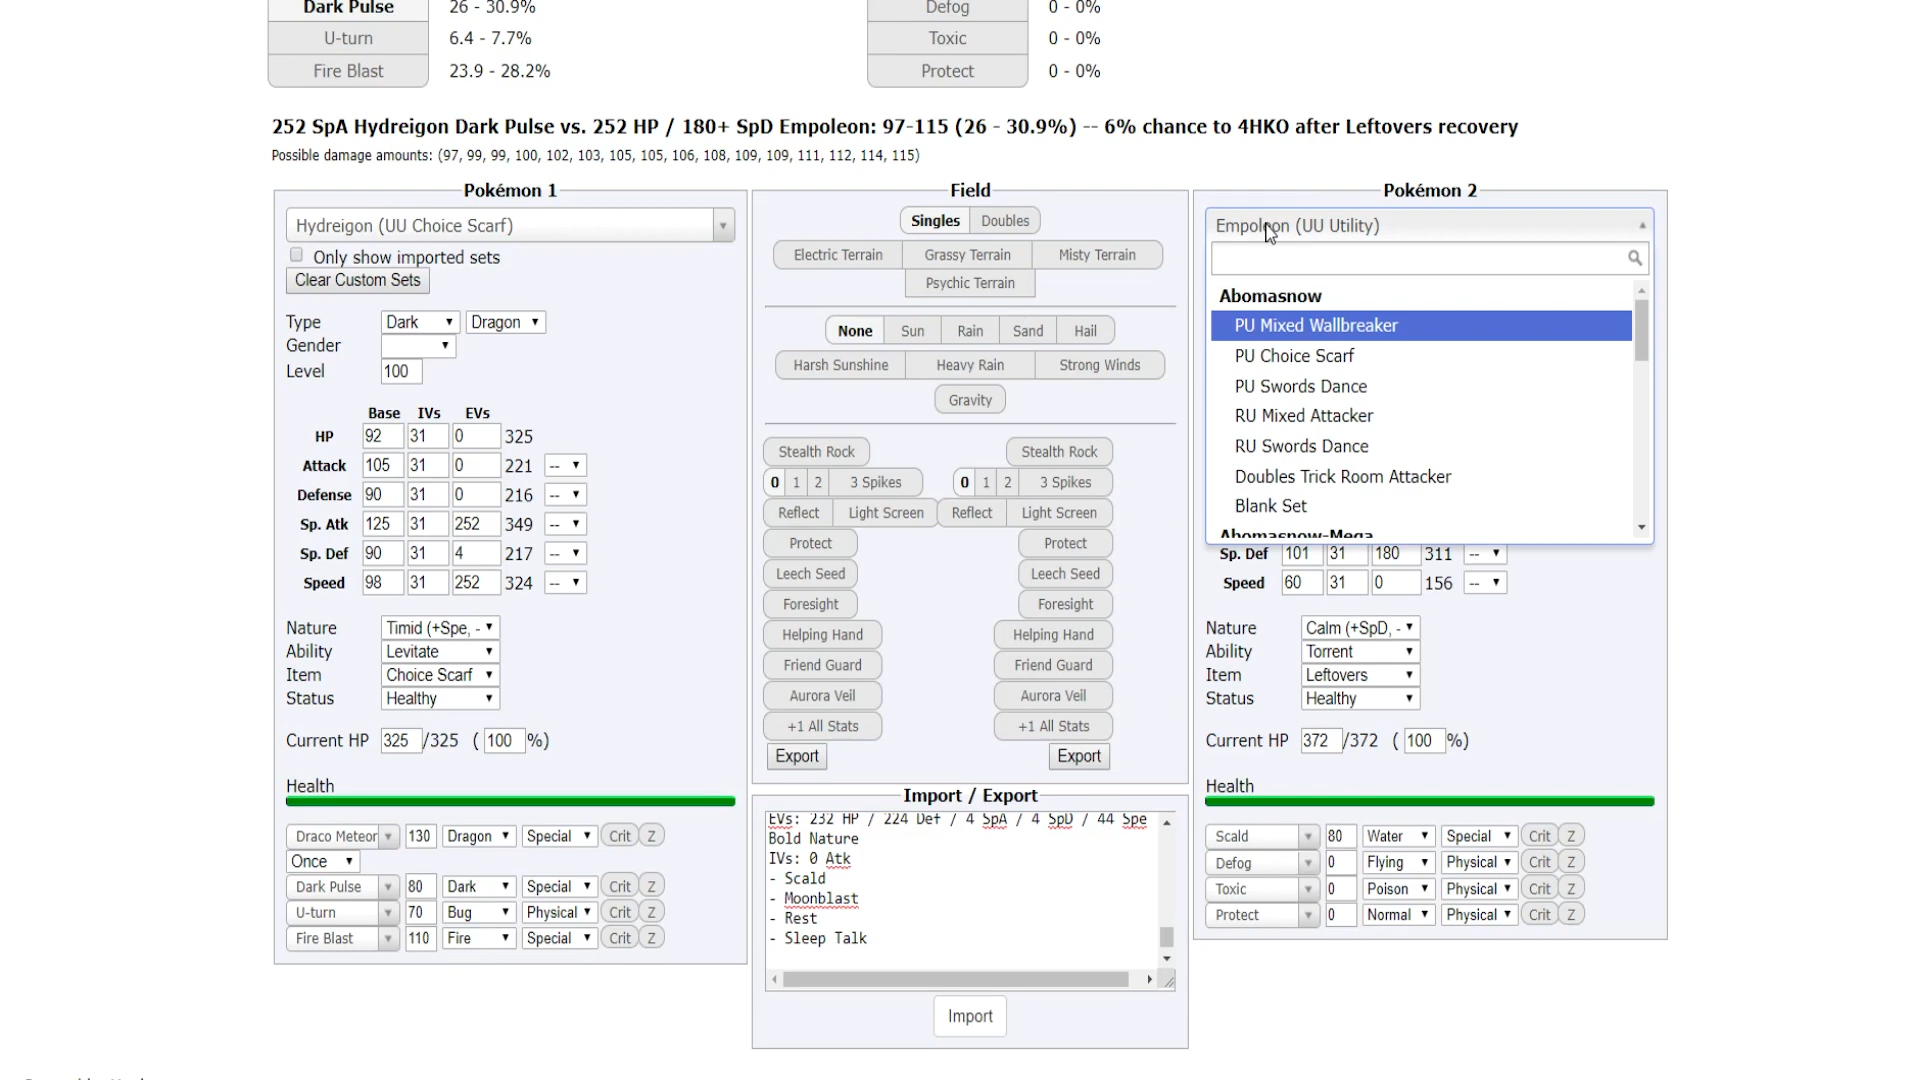 Dark Pulse 26 - 30.9% Defog 0 - 0%
U-turn 6.4 - 7.7% Toxic 0 - 0%
Fire Blast 23.9 - 28.2% Protect 0 - 0%
252 SpA Hydreigon Dark Pulse vs. 252 HP / 180+ SpD Empoleon: 97-115 (26 - 30.9%) -- 6% chance to 4HKO after Leftovers recovery
Possible damage amounts: (97, 99, 99, 100, 102, 103, 105, 105, 106, 108, 109, 109, 111, 112, 114, 115)
Pokémon 1
Hydreigon (UU Choice Scarf)
Only show imported sets
Clear Custom Sets
Type Dark Dragon
Gender
Level 100
Base IVs EVs
HP 92 31 0 325
Attack 105 31 0 221 --
Defense 90 31 0 216 --
Sp. Atk 125 31 252 349 --
Sp. Def 90 31 4 217 --
Speed 98 31 252 324 --
Nature Timid (+Spe, -
Ability Levitate
Item Choice Scarf
Status Healthy
Current HP 325 /325 ( 100 %)
Health
Draco Meteor 130 Dragon Special Crit Z
Once
Dark Pulse 80 Dark Special Crit Z
U-turn 70 Bug Physical Crit Z
Fire Blast 110 Fire Special Crit Z
Field
Singles Doubles
Electric Terrain Grassy Terrain Misty Terrain
Psychic Terrain
None Sun Rain Sand Hail
Harsh Sunshine Heavy Rain Strong Winds
Gravity
Stealth Rock Stealth Rock
0 1 2 3 Spikes 0 1 2 3 Spikes
Reflect Light Screen Reflect Light Screen
Protect Protect
Leech Seed Leech Seed
Foresight Foresight
Helping Hand Helping Hand
Friend Guard Friend Guard
Aurora Veil Aurora Veil
+1 All Stats +1 All Stats
Export Export
Import / Export
EVs: 232 HP / 224 Def / 4 SpA / 4 SpD / 44 Spe
Bold Nature
IVs: 0 Atk
- Scald
- Moonblast
- Rest
- Sleep Talk
Import
Pokémon 2
Empoleon (UU Utility)
Abomasnow
PU Mixed Wallbreaker
PU Choice Scarf
PU Swords Dance
RU Mixed Attacker
RU Swords Dance
Doubles Trick Room Attacker
Blank Set
Abomasnow-Mega
Sp. Def 101 31 180 311 --
Speed 60 31 0 156 --
Nature Calm (+SpD, -
Ability Torrent
Item Leftovers
Status Healthy
Current HP 372 /372 ( 100 %)
Health
Scald 80 Water Special Crit Z
Defog 0 Flying Physical Crit Z
Toxic 0 Poison Physical Crit Z
Protect 0 Normal Physical Crit Z